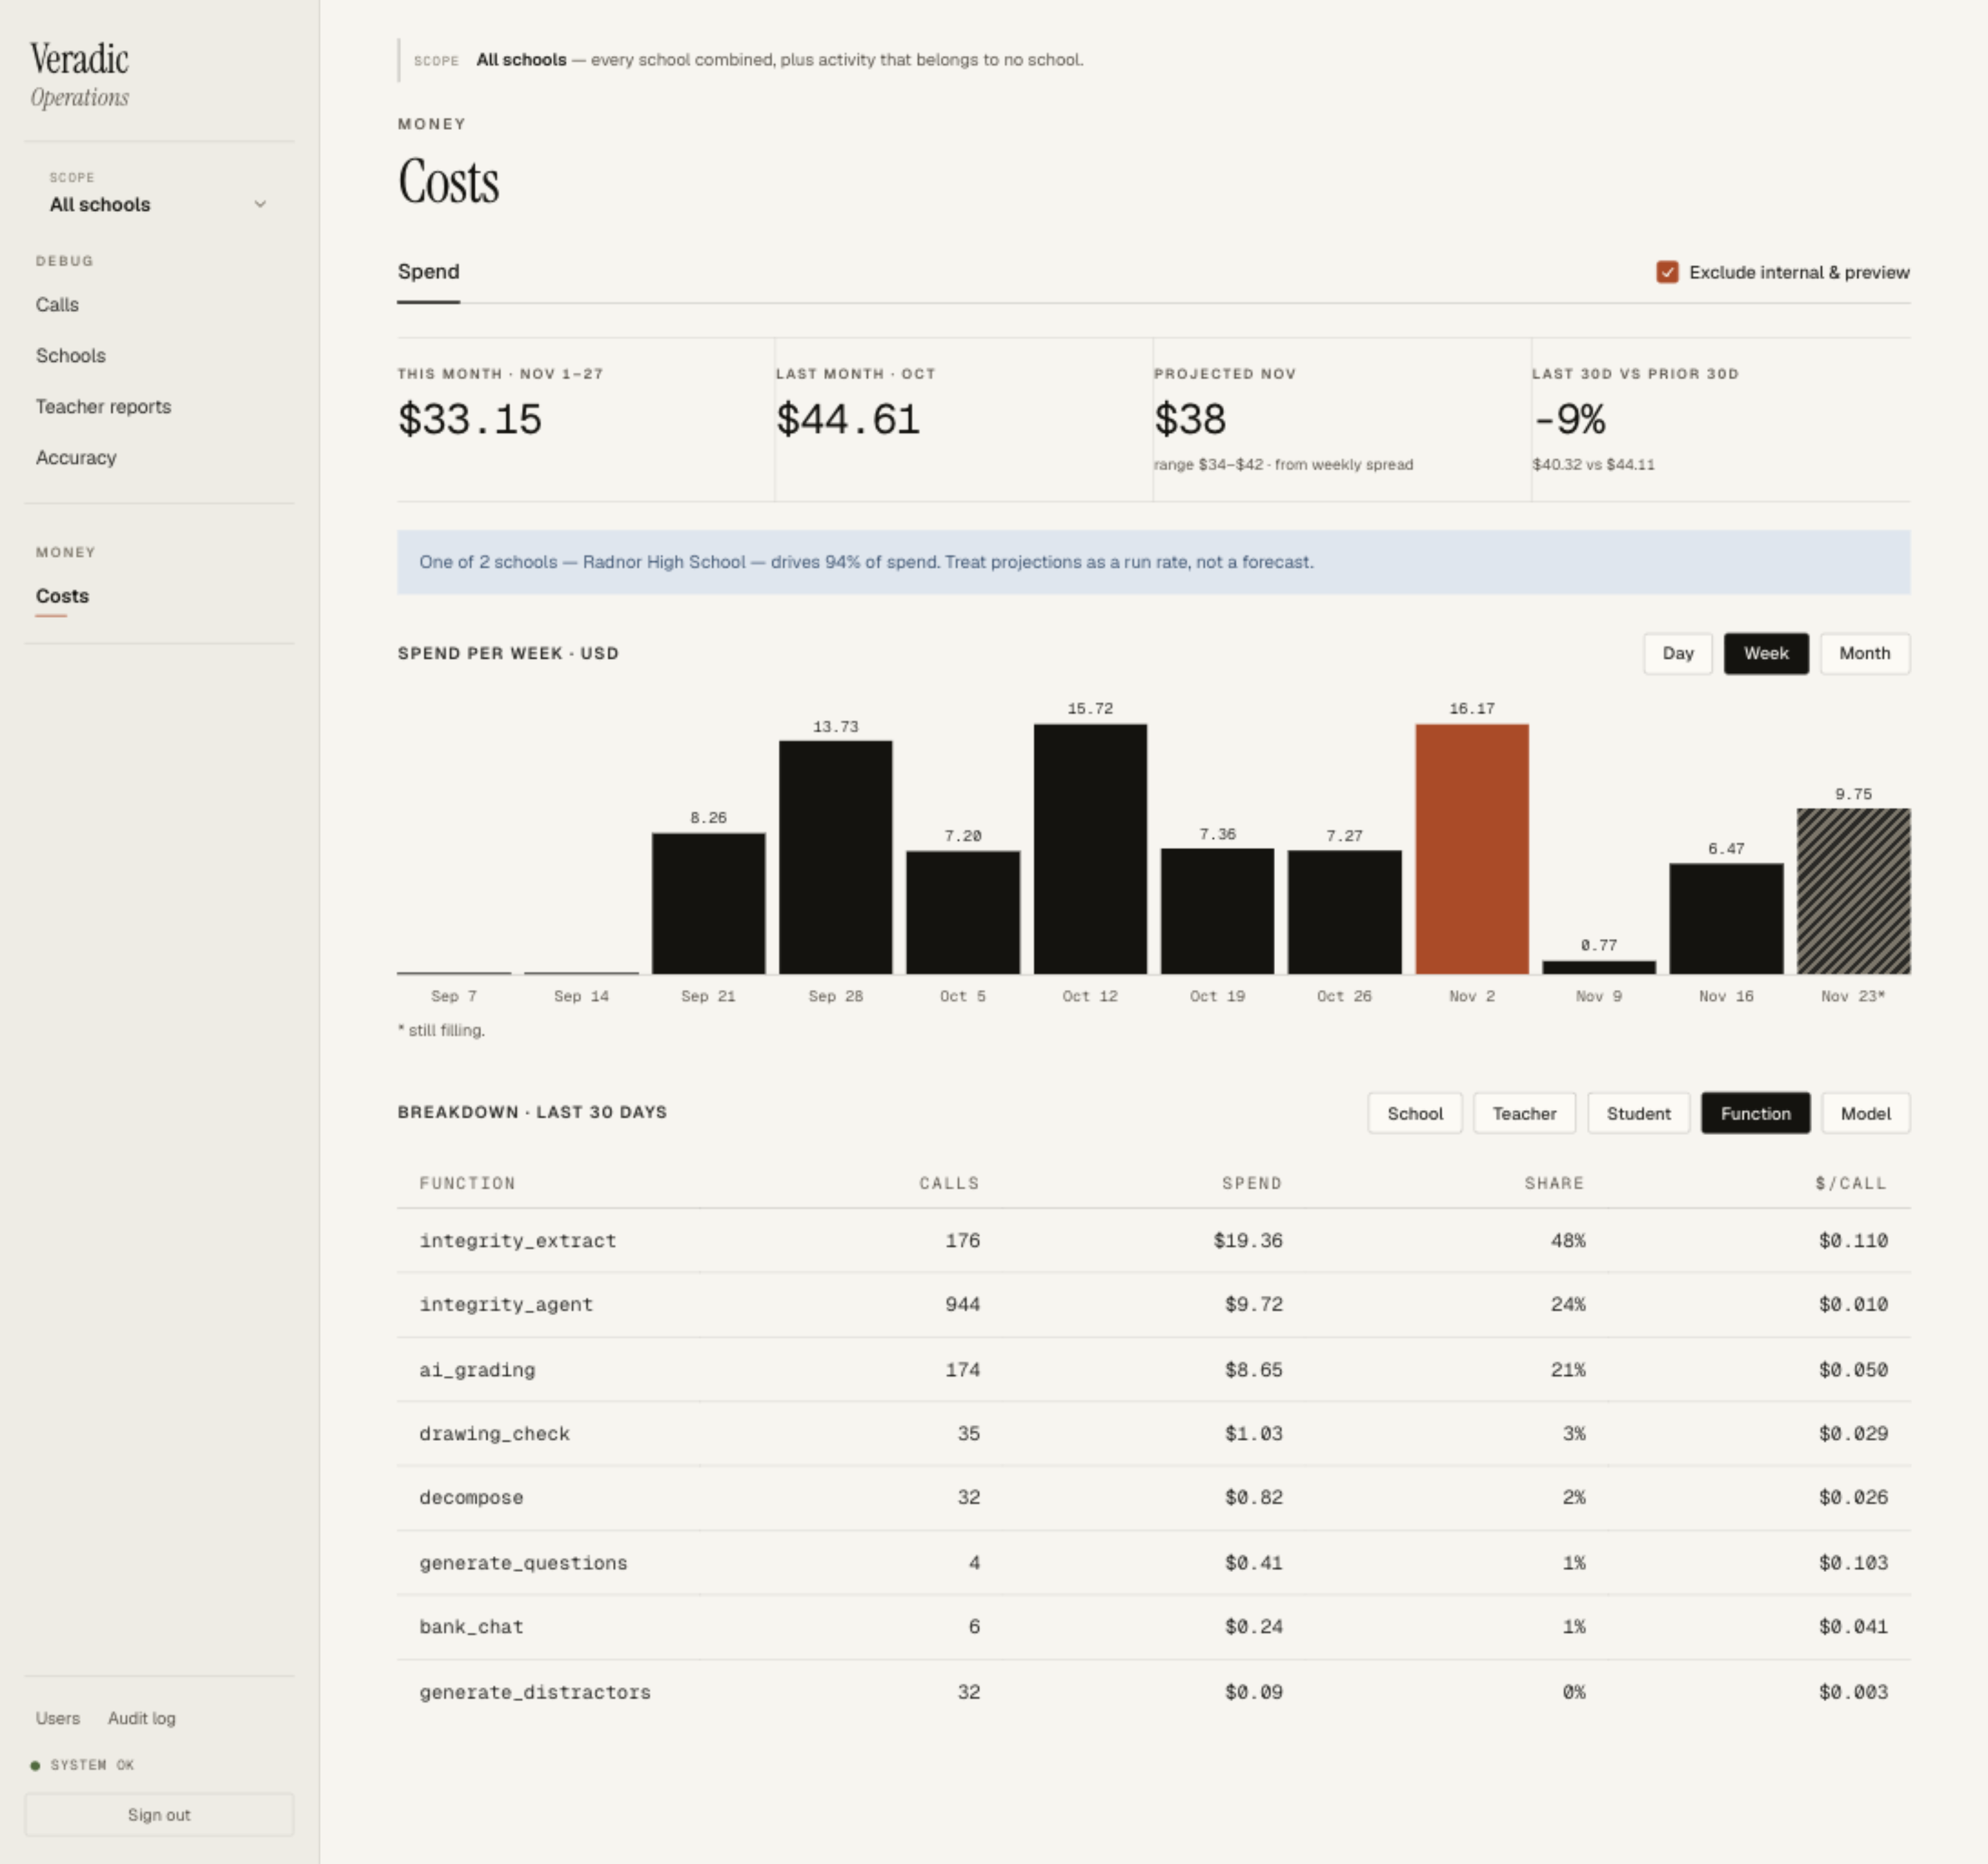 Veradic
Operations
SCOPE
All schools
DEBUG
Calls
Schools
Teacher reports
Accuracy
MONEY
Costs
Users Audit log
SYSTEM OK
Sign out
SCOPE All schools — every school combined, plus activity that belongs to no school.
MONEY
Costs
Spend Exclude internal & preview
THIS MONTH · NOV 1–27 LAST MONTH · OCT PROJECTED NOV LAST 30D VS PRIOR 30D
$33.15 $44.61 $38 -9%
range $34–$42 · from weekly spread $40.32 vs $44.11
One of 2 schools — Radnor High School — drives 94% of spend. Treat projections as a run rate, not a forecast.
SPEND PER WEEK · USD Day Week Month
8.26 13.73 7.20 15.72 7.36 7.27 16.17 0.77 6.47 9.75
Sep 7 Sep 14 Sep 21 Sep 28 Oct 5 Oct 12 Oct 19 Oct 26 Nov 2 Nov 9 Nov 16 Nov 23*
* still filling.
BREAKDOWN · LAST 30 DAYS School Teacher Student Function Model
FUNCTION CALLS SPEND SHARE $/CALL
integrity_extract 176 $19.36 48% $0.110
integrity_agent 944 $9.72 24% $0.010
ai_grading 174 $8.65 21% $0.050
drawing_check 35 $1.03 3% $0.029
decompose 32 $0.82 2% $0.026
generate_questions 4 $0.41 1% $0.103
bank_chat 6 $0.24 1% $0.041
generate_distractors 32 $0.09 0% $0.003